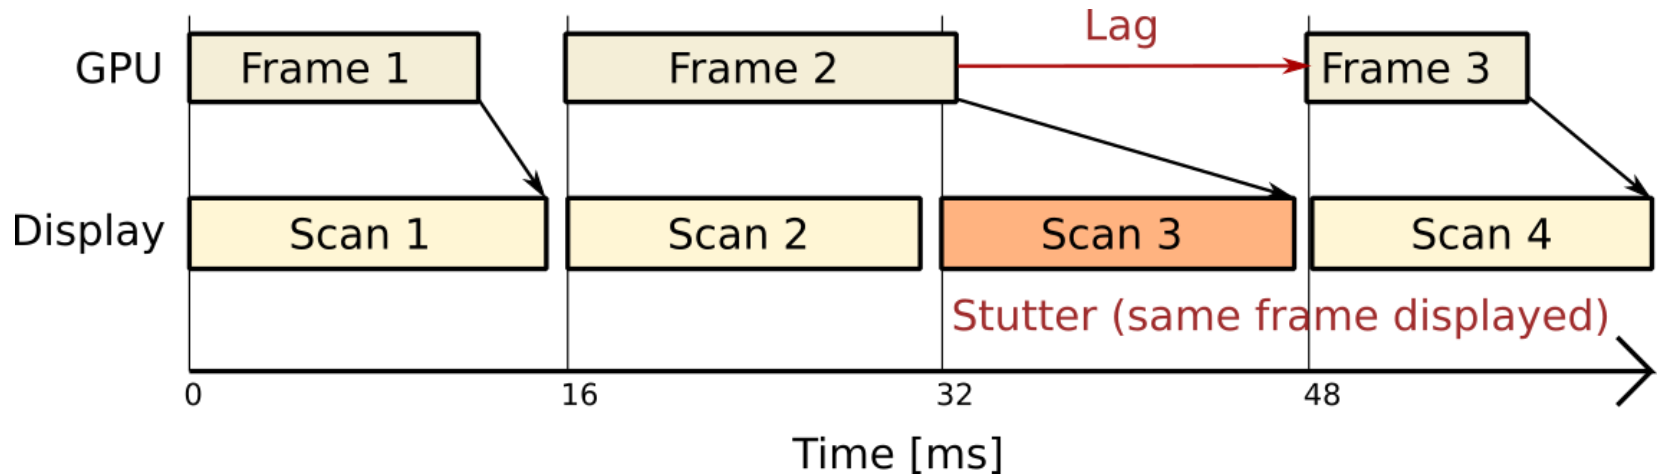 Lag
GPU Frame 1 Frame 2 Frame 3
Display Scan 1 Scan 2 Scan 3 Scan 4
Stutter (same frame displayed)
0 16 32 48
Time [ms]